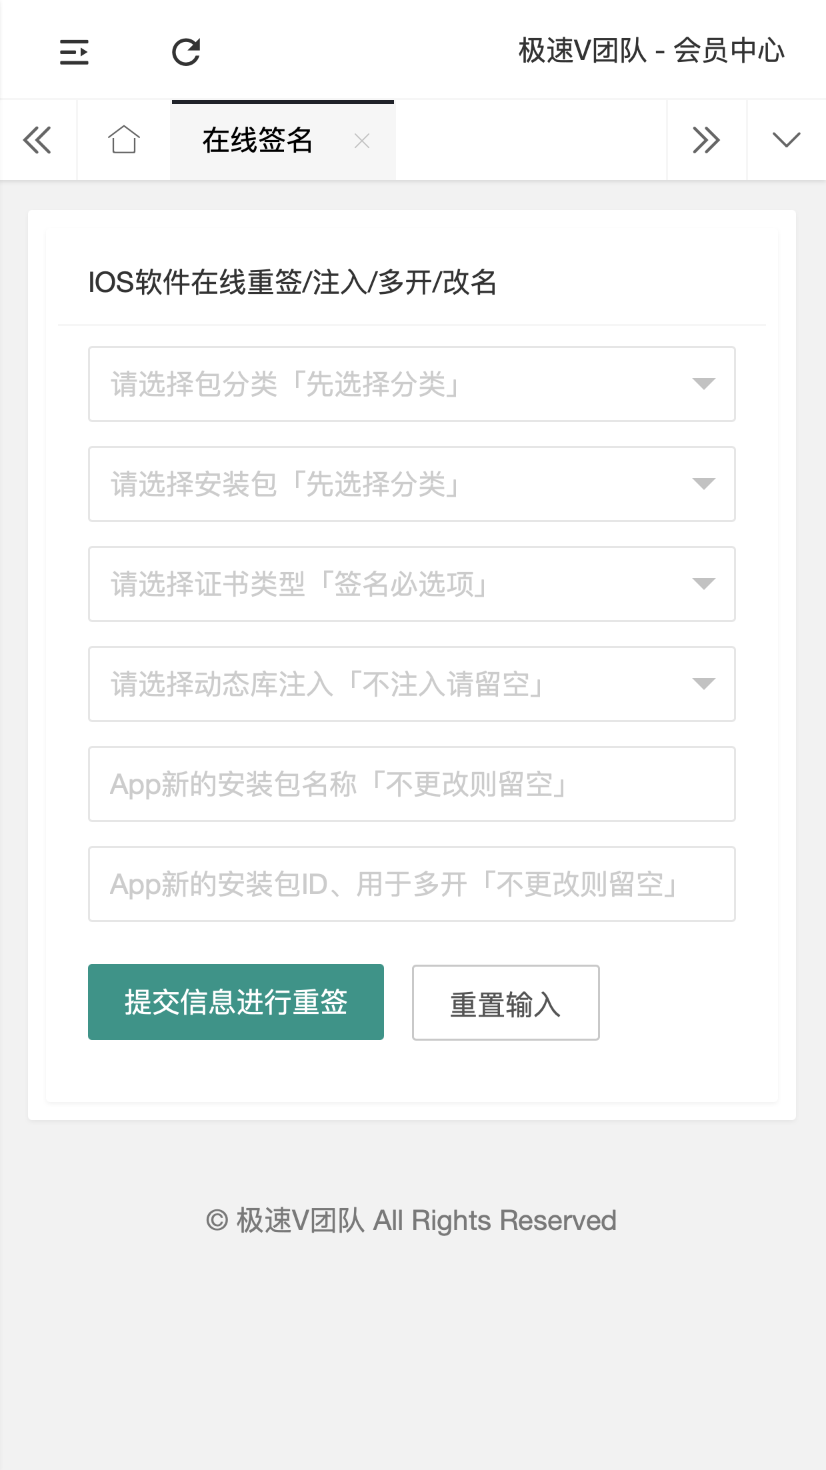 极速V团队 - 会员中心
在线签名
IOS软件在线重签/注入/多开/改名
请选择包分类「先选择分类」
请选择安装包「先选择分类」
请选择证书类型「签名必选项」
请选择动态库注入「不注入请留空」
App新的安装包名称「不更改则留空」
App新的安装包ID、用于多开「不更改则留空」
提交信息进行重签
重置输入
© 极速V团队 All Rights Reserved